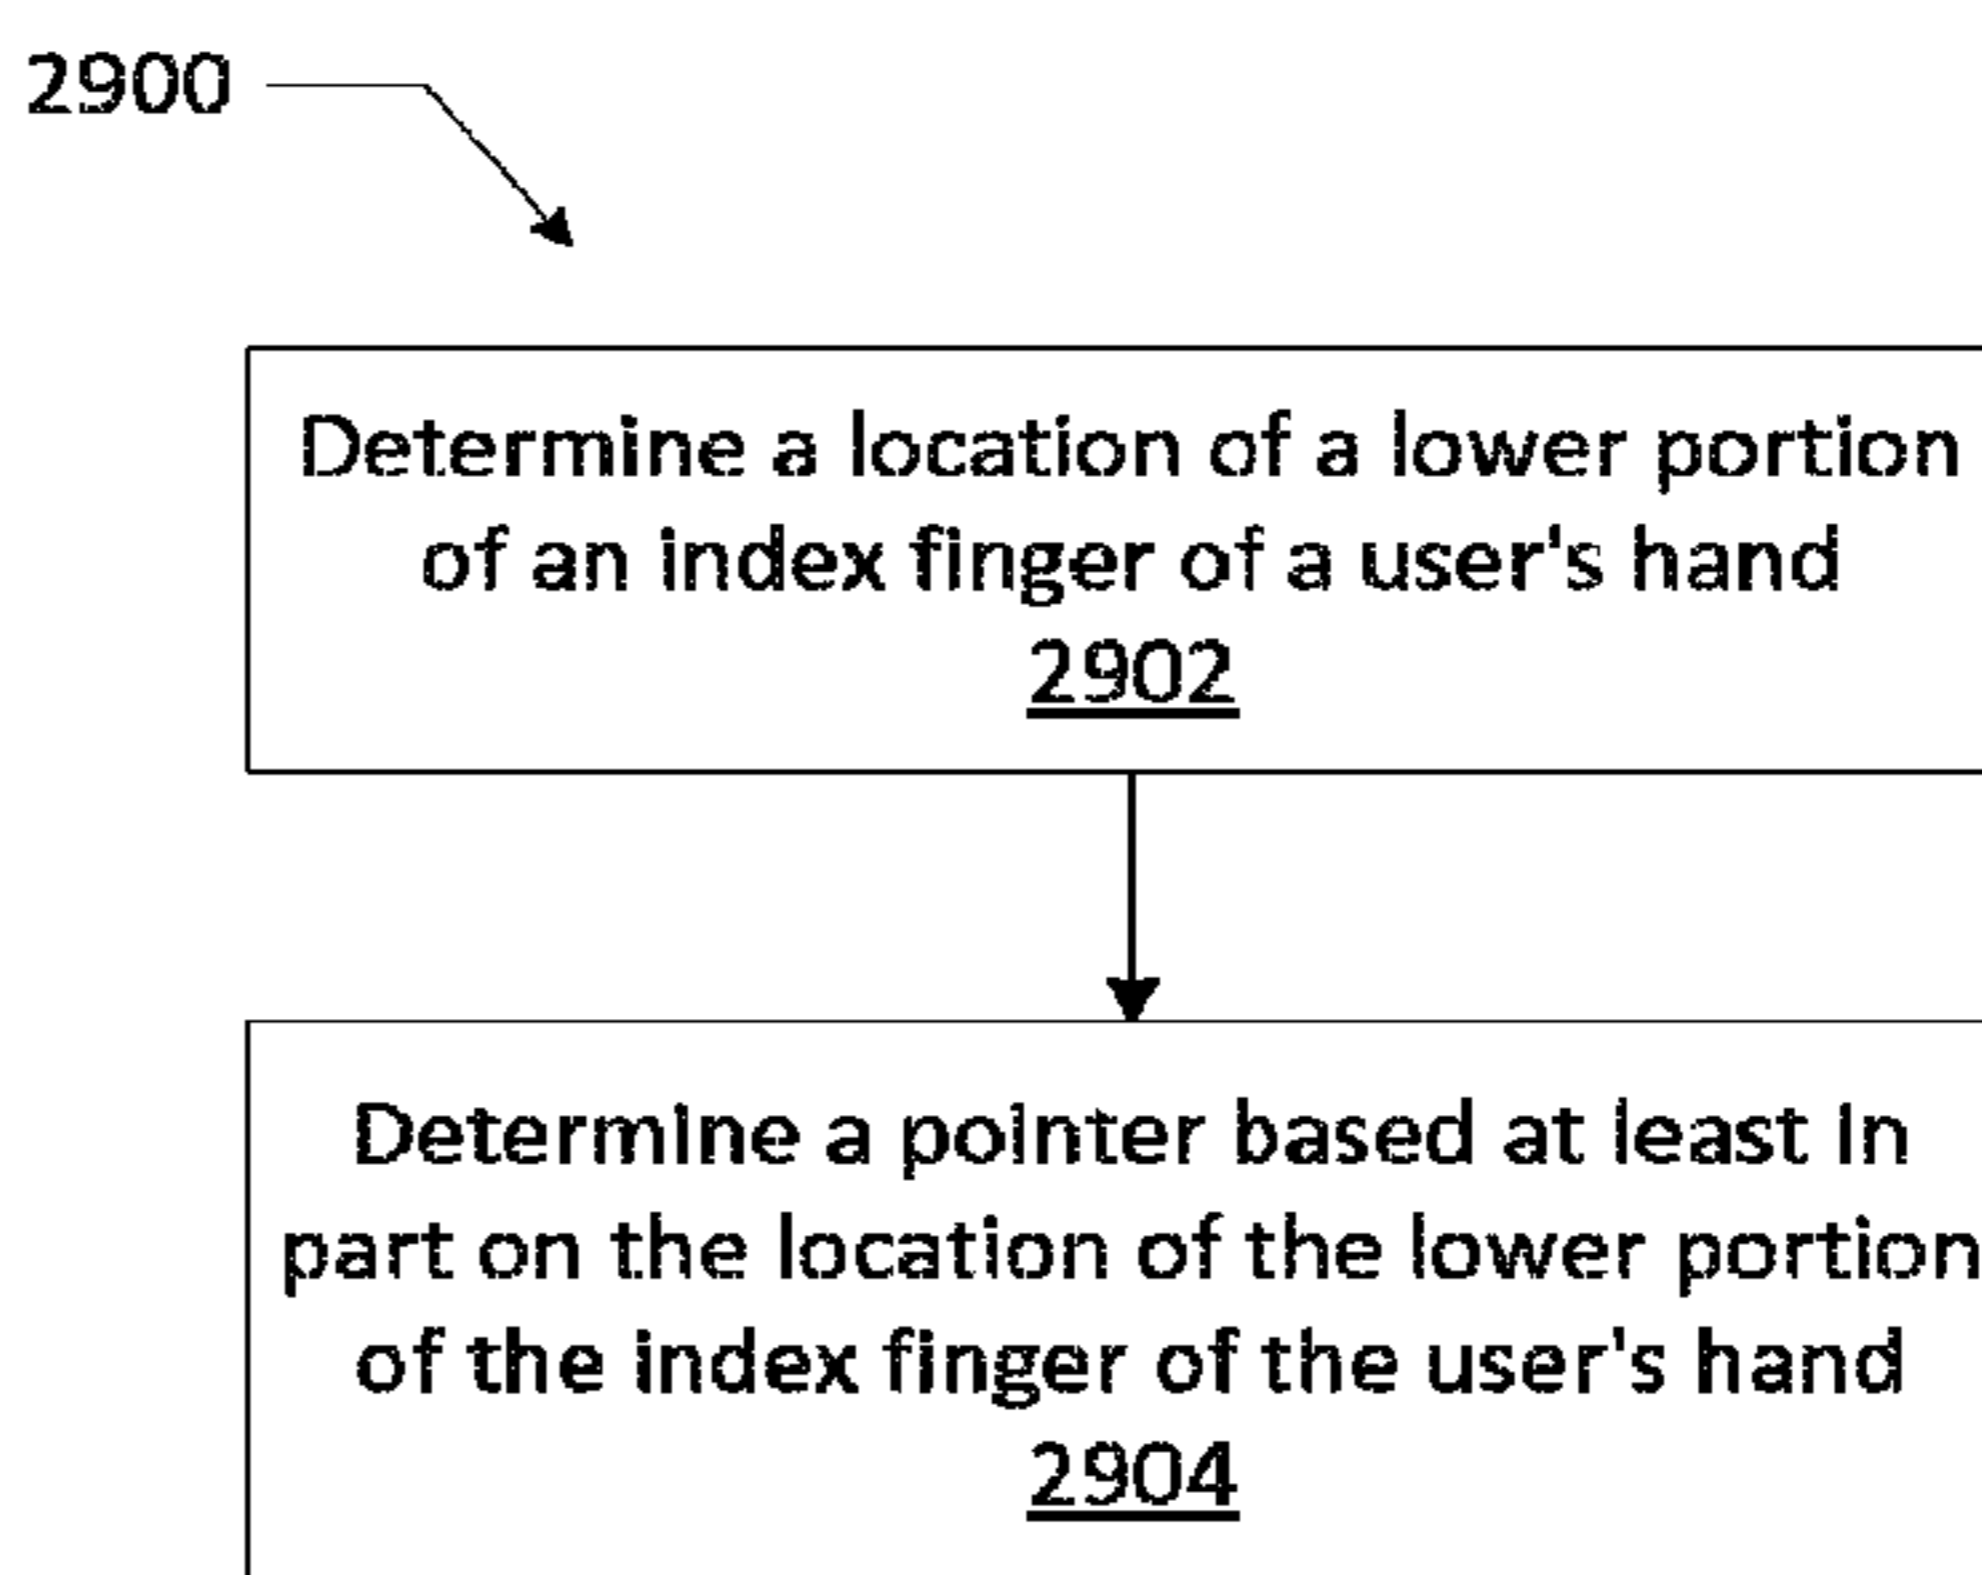 2900
Determine a location of a lower portion
of an index finger of a user's hand
2902
Determine a pointer based at least in
part on the location of the lower portion
of the index finger of the user's hand
2904